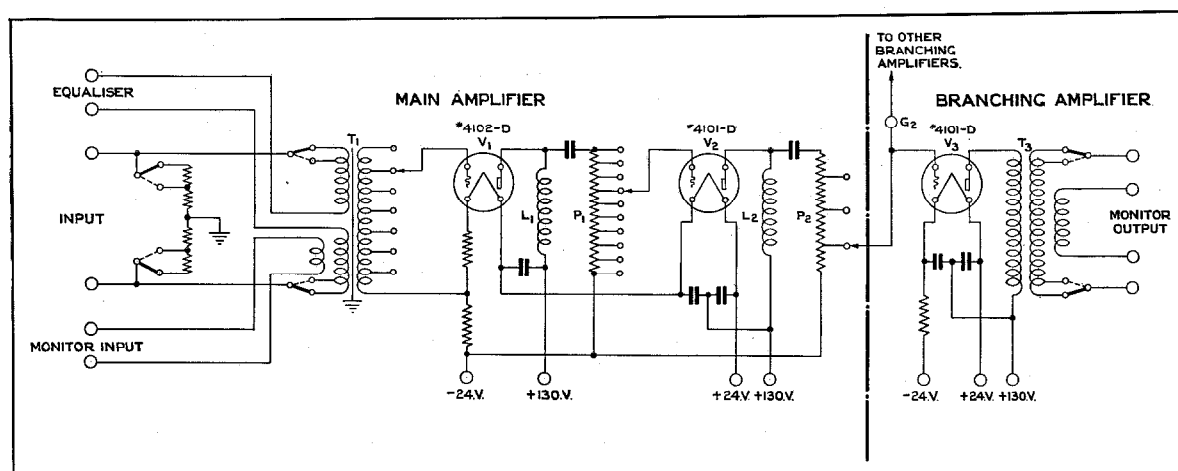 TO OTHER
BRANCHING
AMPLIFIERS.
EQUALISER
MAIN AMPLIFIER
BRANCHING AMPLIFIER
G2
T1
*4102-D
V1
*4101-D
V2
*4101-D
V3
T3
INPUT
L1
P1
L2
P2
MONITOR
OUTPUT
MONITOR INPUT
-24.V.
+130.V.
+24.V.
+130.V.
-24.V.
+24.V.
+130.V.